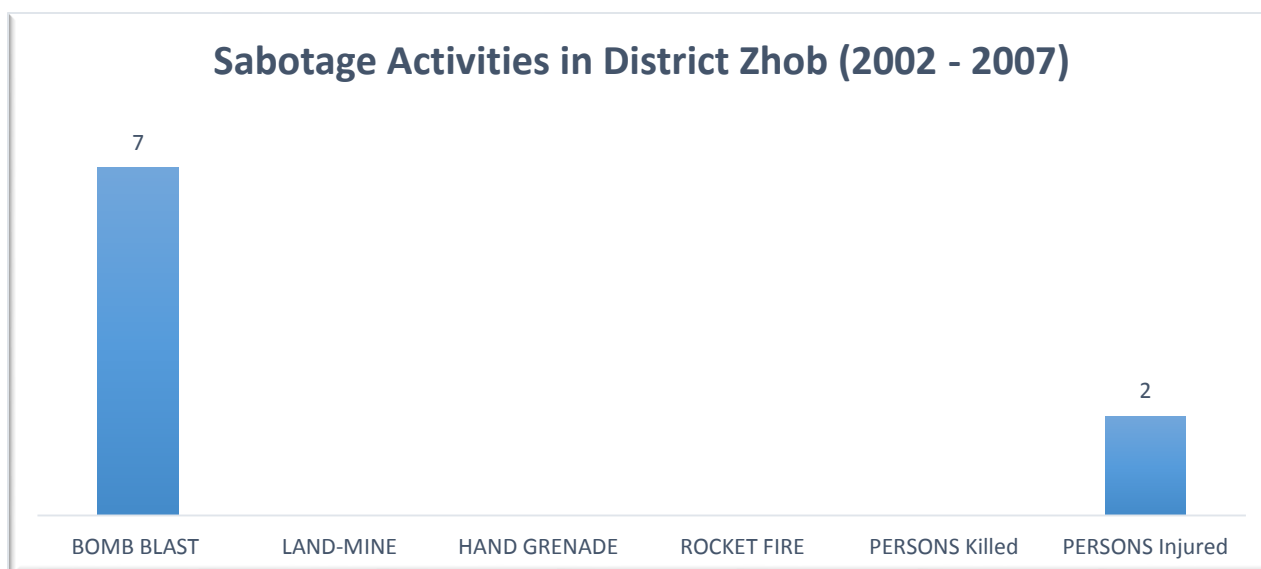 Sabotage Activities in District Zhob (2002 - 2007)
7
2
BOMB BLAST LAND-MINE HAND GRENADE ROCKET FIRE PERSONS Killed PERSONS Injured